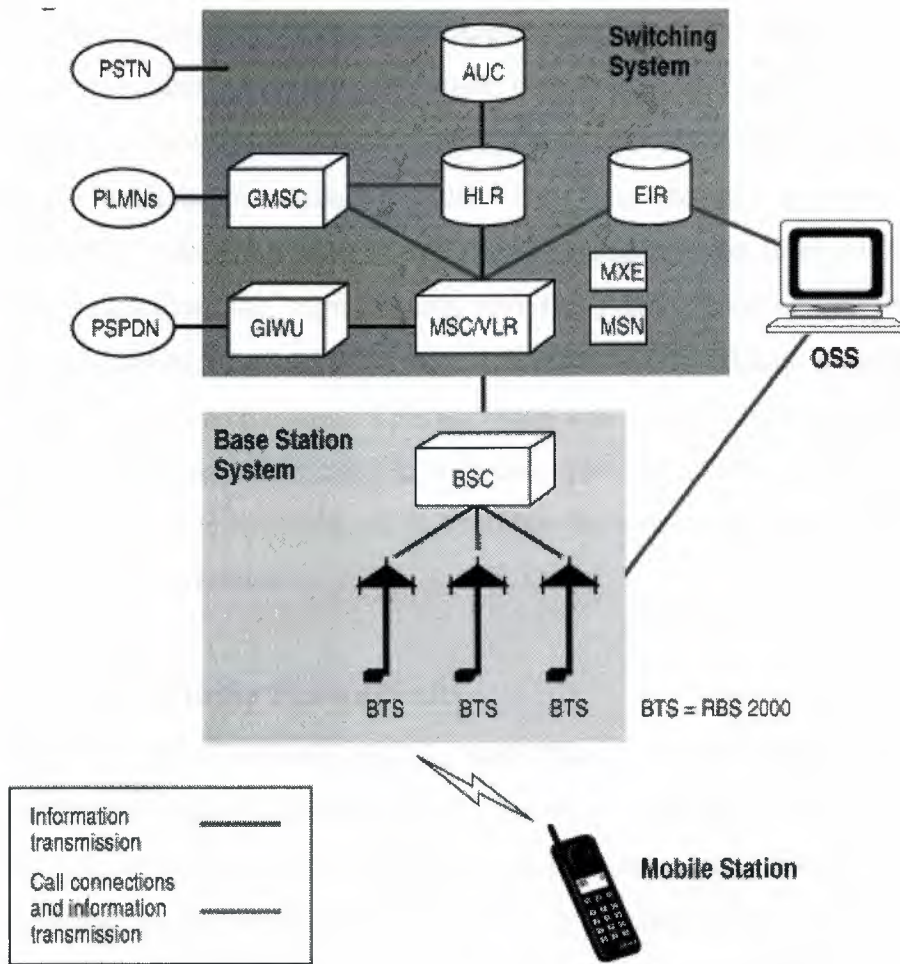 Switching
System
PSTN
AUC
PLMNs
GMSC
HLR
EIR
MXE
PSPDN
GIWU
MSC/VLR
MSN
OSS
Base Station
System
BSC
BTS
BTS
BTS
BTS = RBS 2000
Information
transmission
Call connections
and information
transmission
Mobile Station